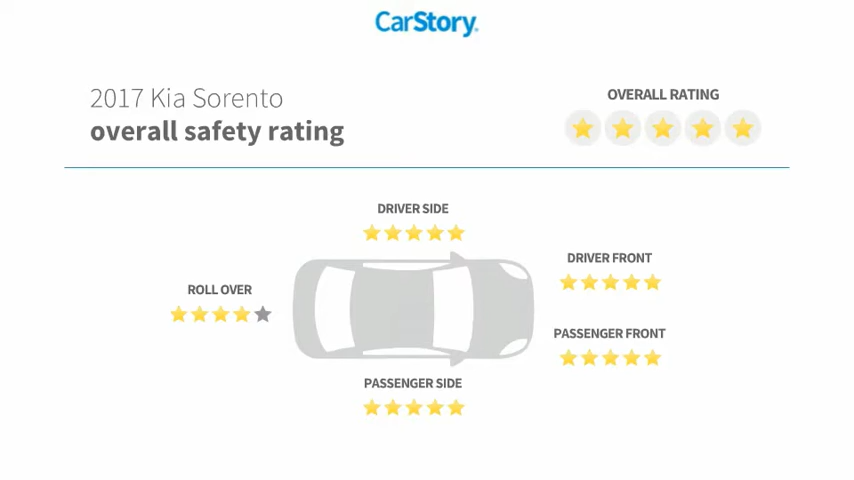 CarStory
2017 Kia Sorento
overall safety rating
OVERALL RATING
DRIVER SIDE
DRIVER FRONT
ROLL OVER
PASSENGER FRONT
PASSENGER SIDE